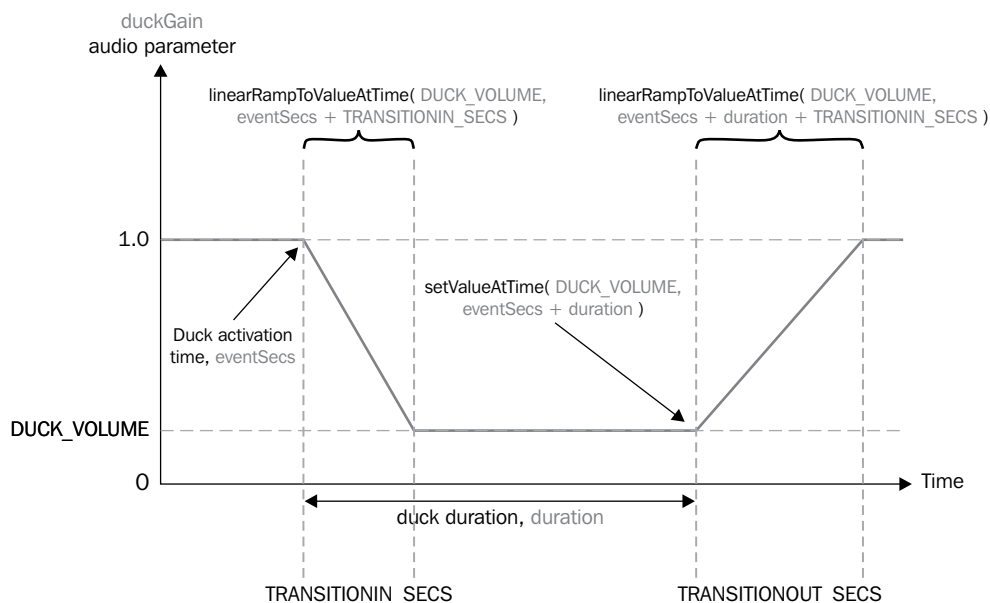 duckGain
audio parameter
linearRampToValueAtTime( DUCK_VOLUME,
eventSecs + TRANSITIONIN_SECS )
linearRampToValueAtTime( DUCK_VOLUME,
eventSecs + duration + TRANSITIONIN_SECS )
1.0
setValueAtTime( DUCK_VOLUME,
eventSecs + duration )
Duck activation
time, eventSecs
DUCK_VOLUME
0
Time
duck duration, duration
TRANSITIONIN SECS
TRANSITIONOUT SECS